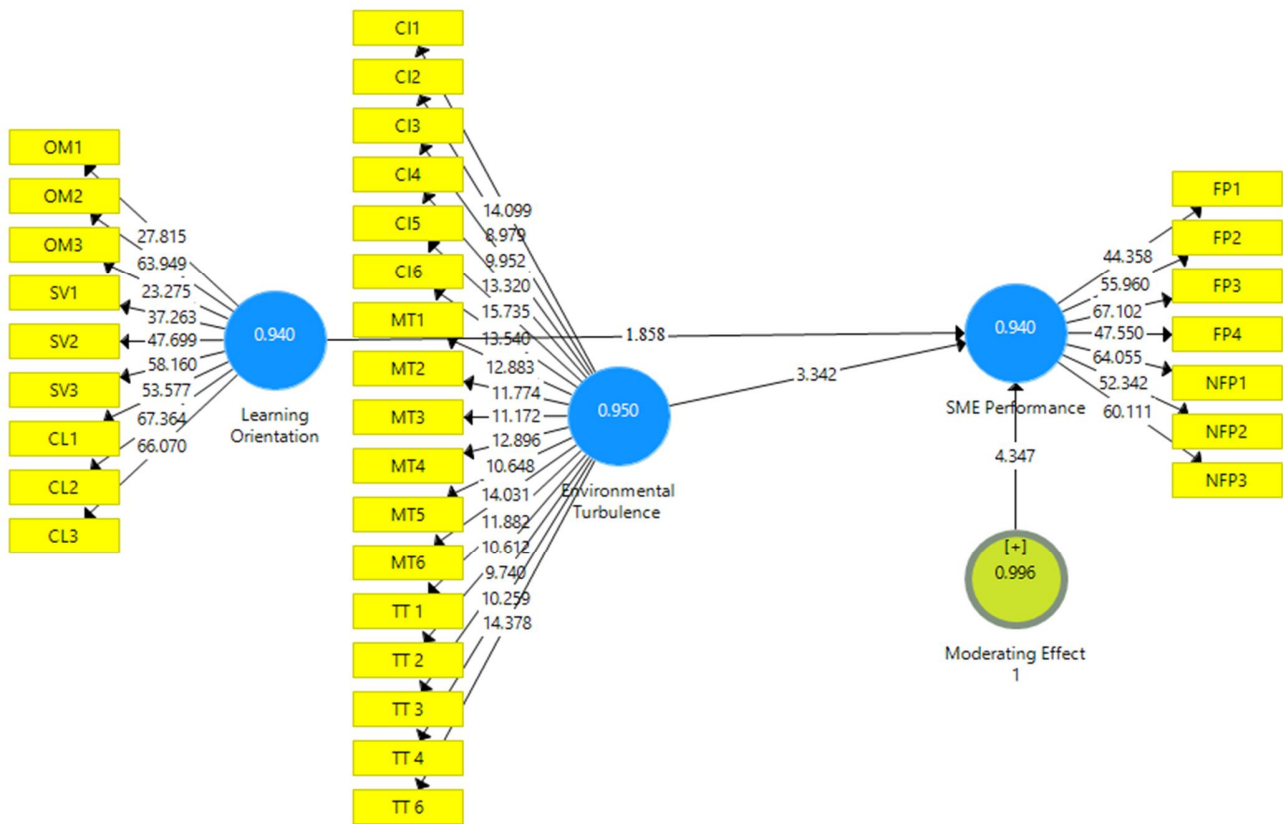 CI1
CI2
CI3
CI4
CI5
CI6
MT1
MT2
MT3
MT4
MT5
MT6
TT 1
TT 2
TT 3
TT 4
TT 6
OM1
OM2
OM3
SV1
SV2
SV3
CL1
CL2
CL3
27.815
63.949
23.275
37.263
47.699
58.160
53.577
67.364
66.070
0.940
Learning
Orientation
14.099
8.979
9.952
13.320
15.735
13.540
12.883
11.774
11.172
12.896
10.648
14.031
11.882
10.612
9.740
10.259
14.378
0.950
Environmental
Turbulence
1.858
3.342
0.940
SME Performance
4.347
[+]
0.996
Moderating Effect
1
44.358
55.960
67.102
47.550
64.055
52.342
60.111
FP1
FP2
FP3
FP4
NFP1
NFP2
NFP3